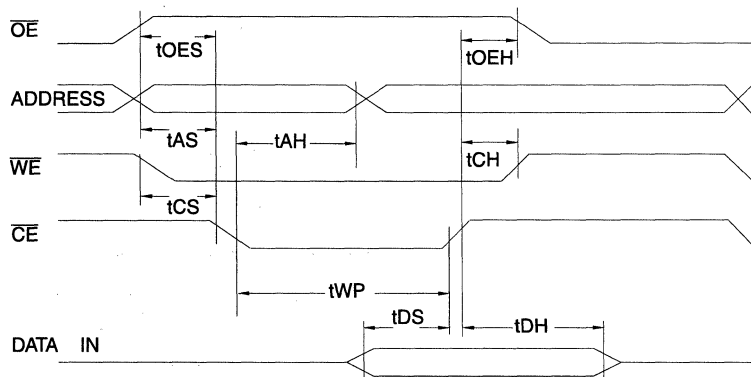 OE
tOES
tOEH
ADDRESS
tAS
tAH
tCH
WE
tCS
CE
tWP
tDS
tDH
DATA IN